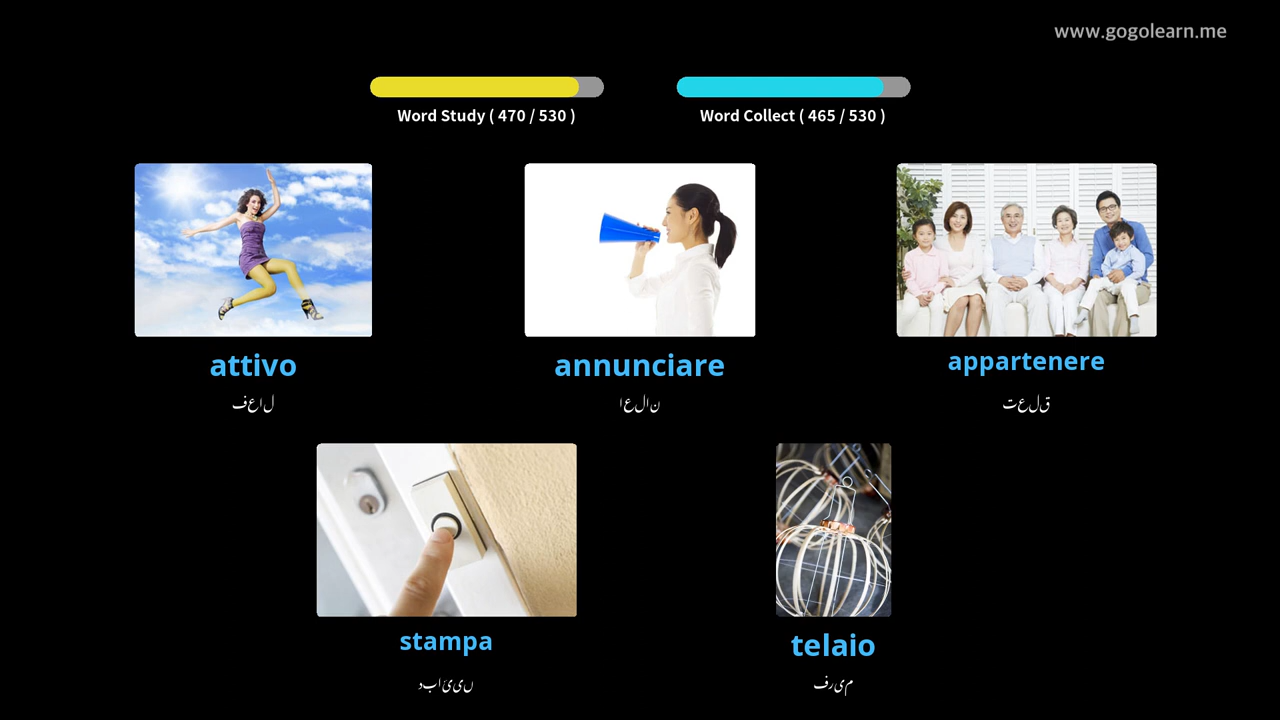 www.gogolearn.me
Word Study ( 470 / 530 )
Word Collect ( 465 / 530 )
attivo
annunciare
appartenere
فعال
اعلان
تعلق
stampa
telaio
دبائیں
فریم